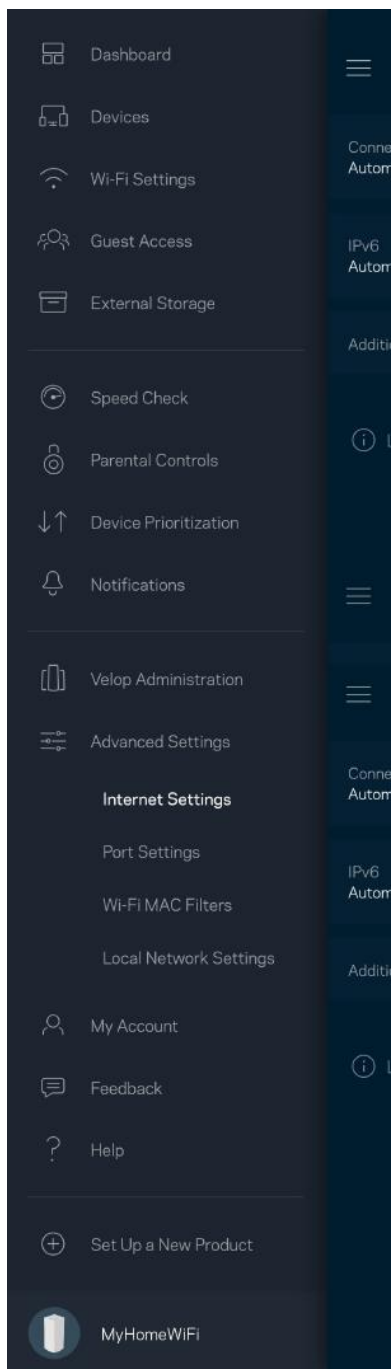 Dashboard
Devices
Wi-Fi Settings
Guest Access
External Storage
Speed Check
Parental Controls
Device Prioritization
Notifications
Velop Administration
Advanced Settings
Internet Settings
Port Settings
Wi-Fi MAC Filters
Local Network Settings
My Account
Feedback
Help
Set Up a New Product
MyHomeWiFi
Conne
Autom
IPv6
Autom
Additi
Conne
Autom
IPv6
Autom
Additi